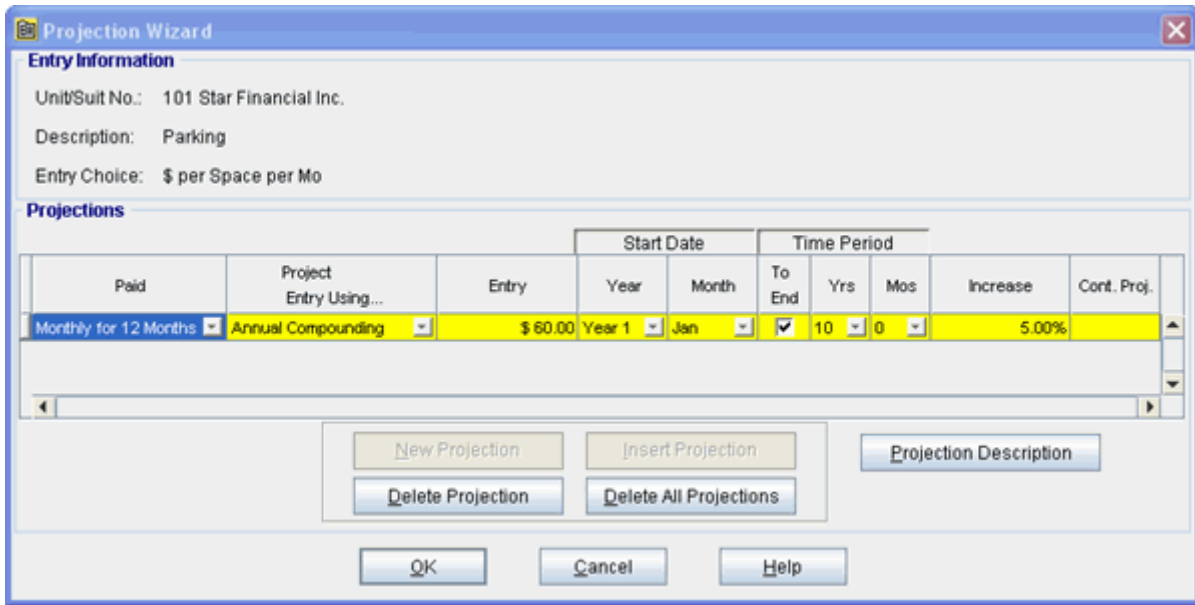 Projection Wizard
Entry Information
Unit/Suit No.: 101 Star Financial Inc.
Description: Parking
Entry Choice: $ per Space per Mo
Projections
Start Date Time Period
Paid Project Entry Using... Entry Year Month To End Yrs Mos Increase Cont. Proj.
Monthly for 12 Months Annual Compounding $ 60.00 Year 1 Jan 10 0 5.00%
New Projection Insert Projection Projection Description
Delete Projection Delete All Projections
OK Cancel Help